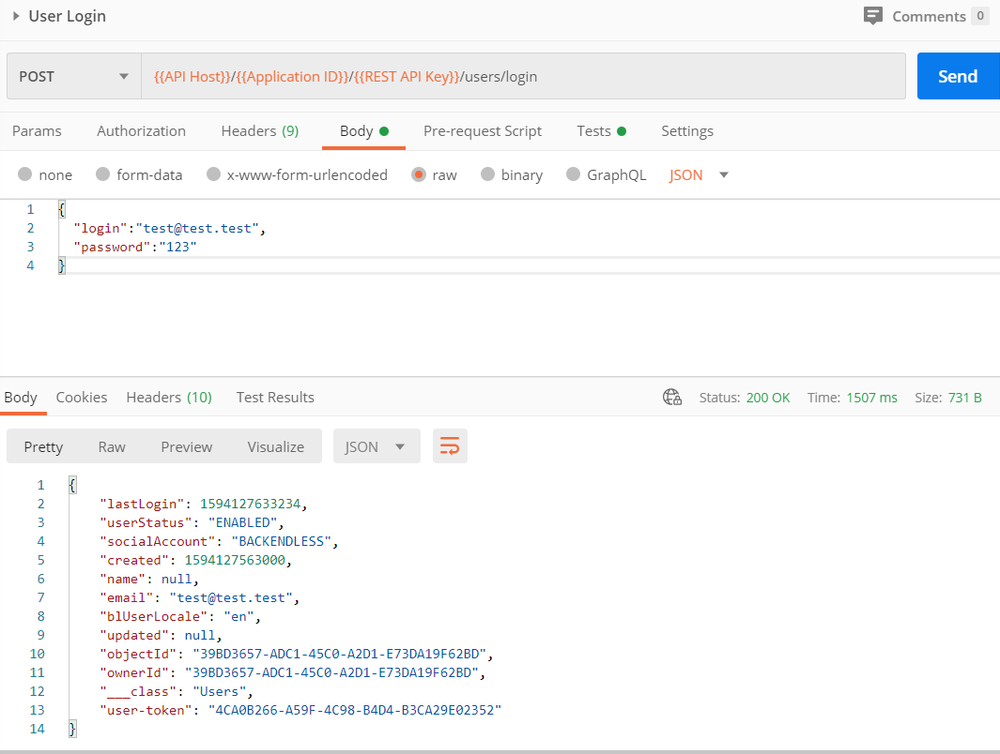 User Login
Comments 0
POST {{API Host}}/{{Application ID}}/{{REST API Key}}/users/login Send
Params Authorization Headers (9) Body Pre-request Script Tests Settings
none form-data x-www-form-urlencoded raw binary GraphQL JSON
1 {
2 "login":"test@test.test",
3 "password":"123"
4 }
Body Cookies Headers (10) Test Results Status: 200 OK Time: 1507 ms Size: 731 B
Pretty Raw Preview Visualize JSON
1 {
2 "lastLogin": 1594127633234,
3 "userStatus": "ENABLED",
4 "socialAccount": "BACKENDLESS",
5 "created": 1594127563000,
6 "name": null,
7 "email": "test@test.test",
8 "blUserLocale": "en",
9 "updated": null,
10 "objectId": "39BD3657-ADC1-45C0-A2D1-E73DA19F62BD",
11 "ownerId": "39BD3657-ADC1-45C0-A2D1-E73DA19F62BD",
12 "___class": "Users",
13 "user-token": "4CA0B266-A59F-4C98-B4D4-B3CA29E02352"
14 }